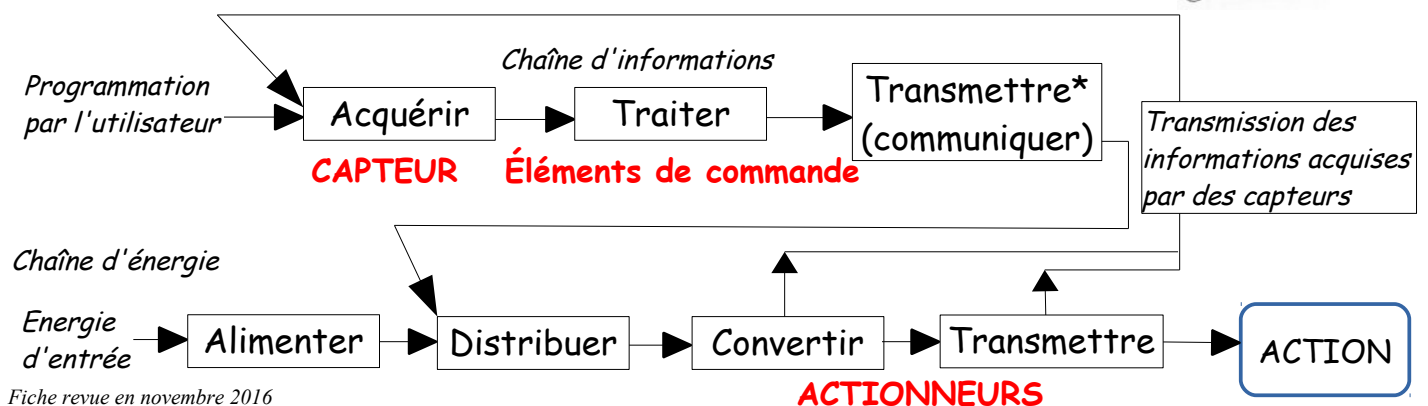 Chaîne d'informations
Programmation
par l'utilisateur
Acquérir
Traiter
Transmettre*
(communiquer)
CAPTEUR
Éléments de commande
Transmission des
informations acquises
par des capteurs
Chaîne d'énergie
Energie
d'entrée
Alimenter
Distribuer
Convertir
Transmettre
ACTION
ACTIONNEURS
Fiche revue en novembre 2016